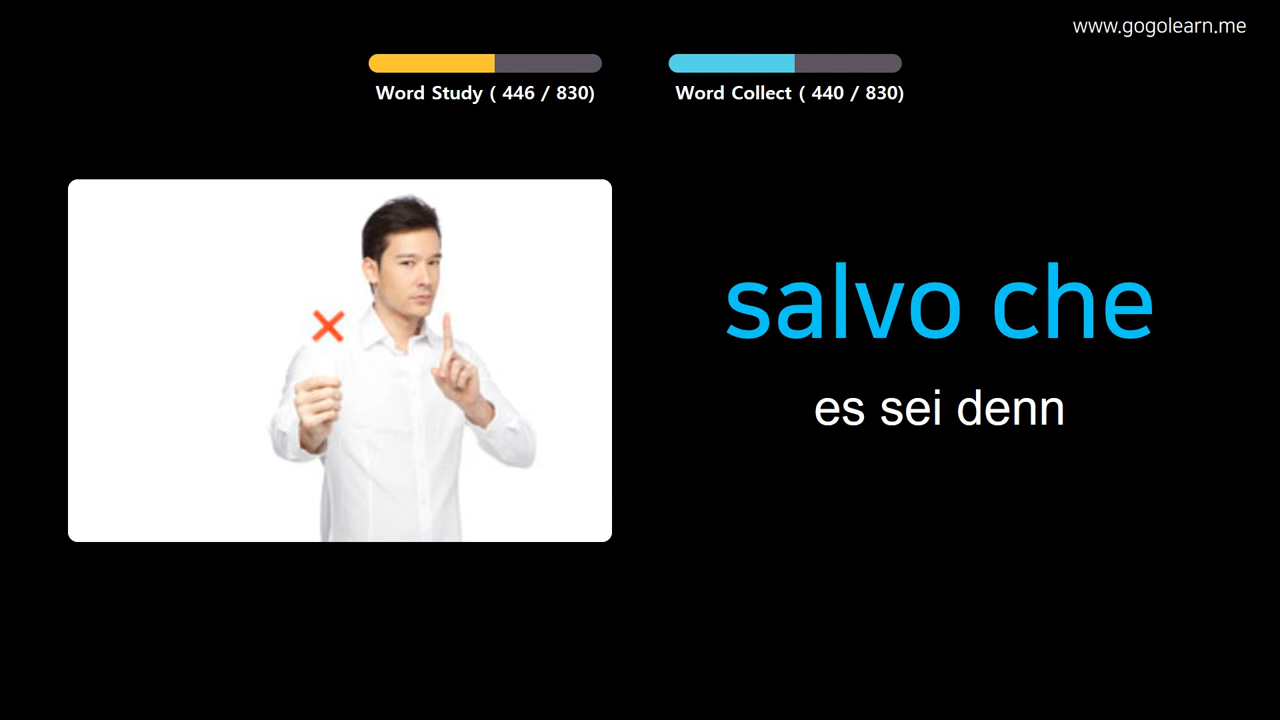 www.gogolearn.me
Word Study ( 446 / 830)
Word Collect ( 440 / 830)
salvo che
es sei denn